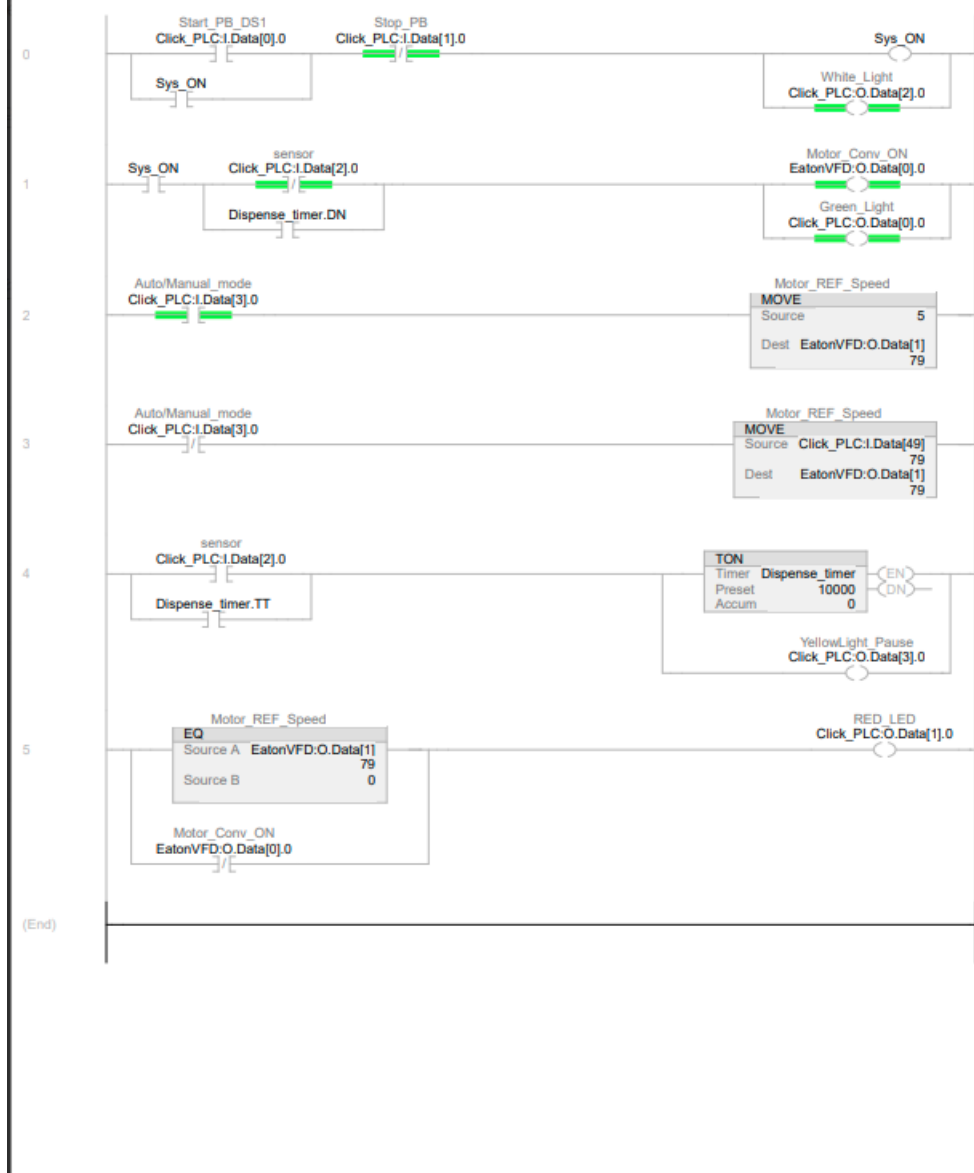 Start_PB_DS1
Click_PLC:I.Data[0].0
Stop_PB
Click_PLC:I.Data[1].0
Sys_ON
0
Sys_ON
White_Light
Click_PLC:O.Data[2].0
sensor
Sys_ON
Click_PLC:I.Data[2].0
Motor_Conv_ON
EatonVFD:O.Data[0].0
1
Dispense_timer.DN
Green_Light
Click_PLC:O.Data[0].0
Auto/Manual_mode
Click_PLC:I.Data[3].0
Motor_REF_Speed
MOVE
2
Source 5
Dest EatonVFD:O.Data[1]
79
Auto/Manual_mode
Click_PLC:I.Data[3].0
Motor_REF_Speed
MOVE
3
Source Click_PLC:I.Data[49]
79
Dest EatonVFD:O.Data[1]
79
sensor
Click_PLC:I.Data[2].0
4
Dispense_timer.TT
TON
Timer Dispense_timer
Preset 10000
Accum 0
EN
DN
YellowLight_Pause
Click_PLC:O.Data[3].0
Motor_REF_Speed
EQ
5
Source A EatonVFD:O.Data[1]
79
Source B 0
RED_LED
Click_PLC:O.Data[1].0
Motor_Conv_ON
EatonVFD:O.Data[0].0
(End)